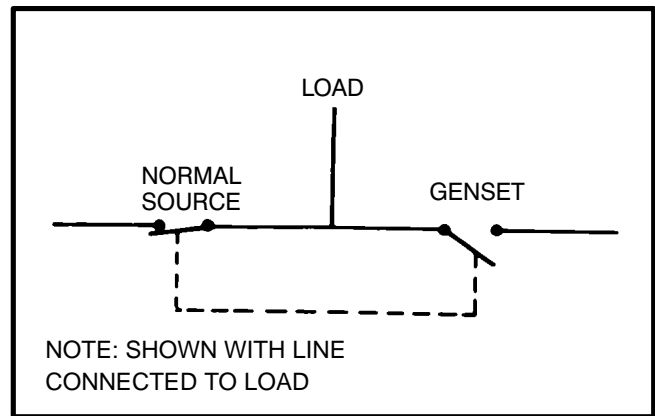 LOAD
NORMAL
SOURCE
GENSET
NOTE: SHOWN WITH LINE
CONNECTED TO LOAD